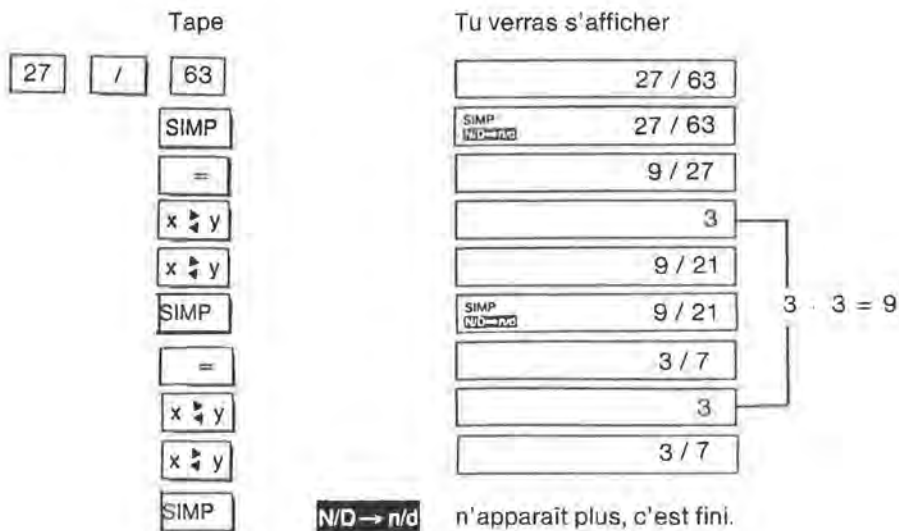 Tape Tu verras s'afficher
27 / 63 27 / 63
SIMP SIMP N/D→n/d 27 / 63
= 9 / 27
x y 3
x y 9 / 21
SIMP SIMP N/D→n/d 9 / 21 3 · 3 = 9
= 3 / 7
x y 3
x y 3 / 7
SIMP N/D→n/d n'apparaît plus, c'est fini.